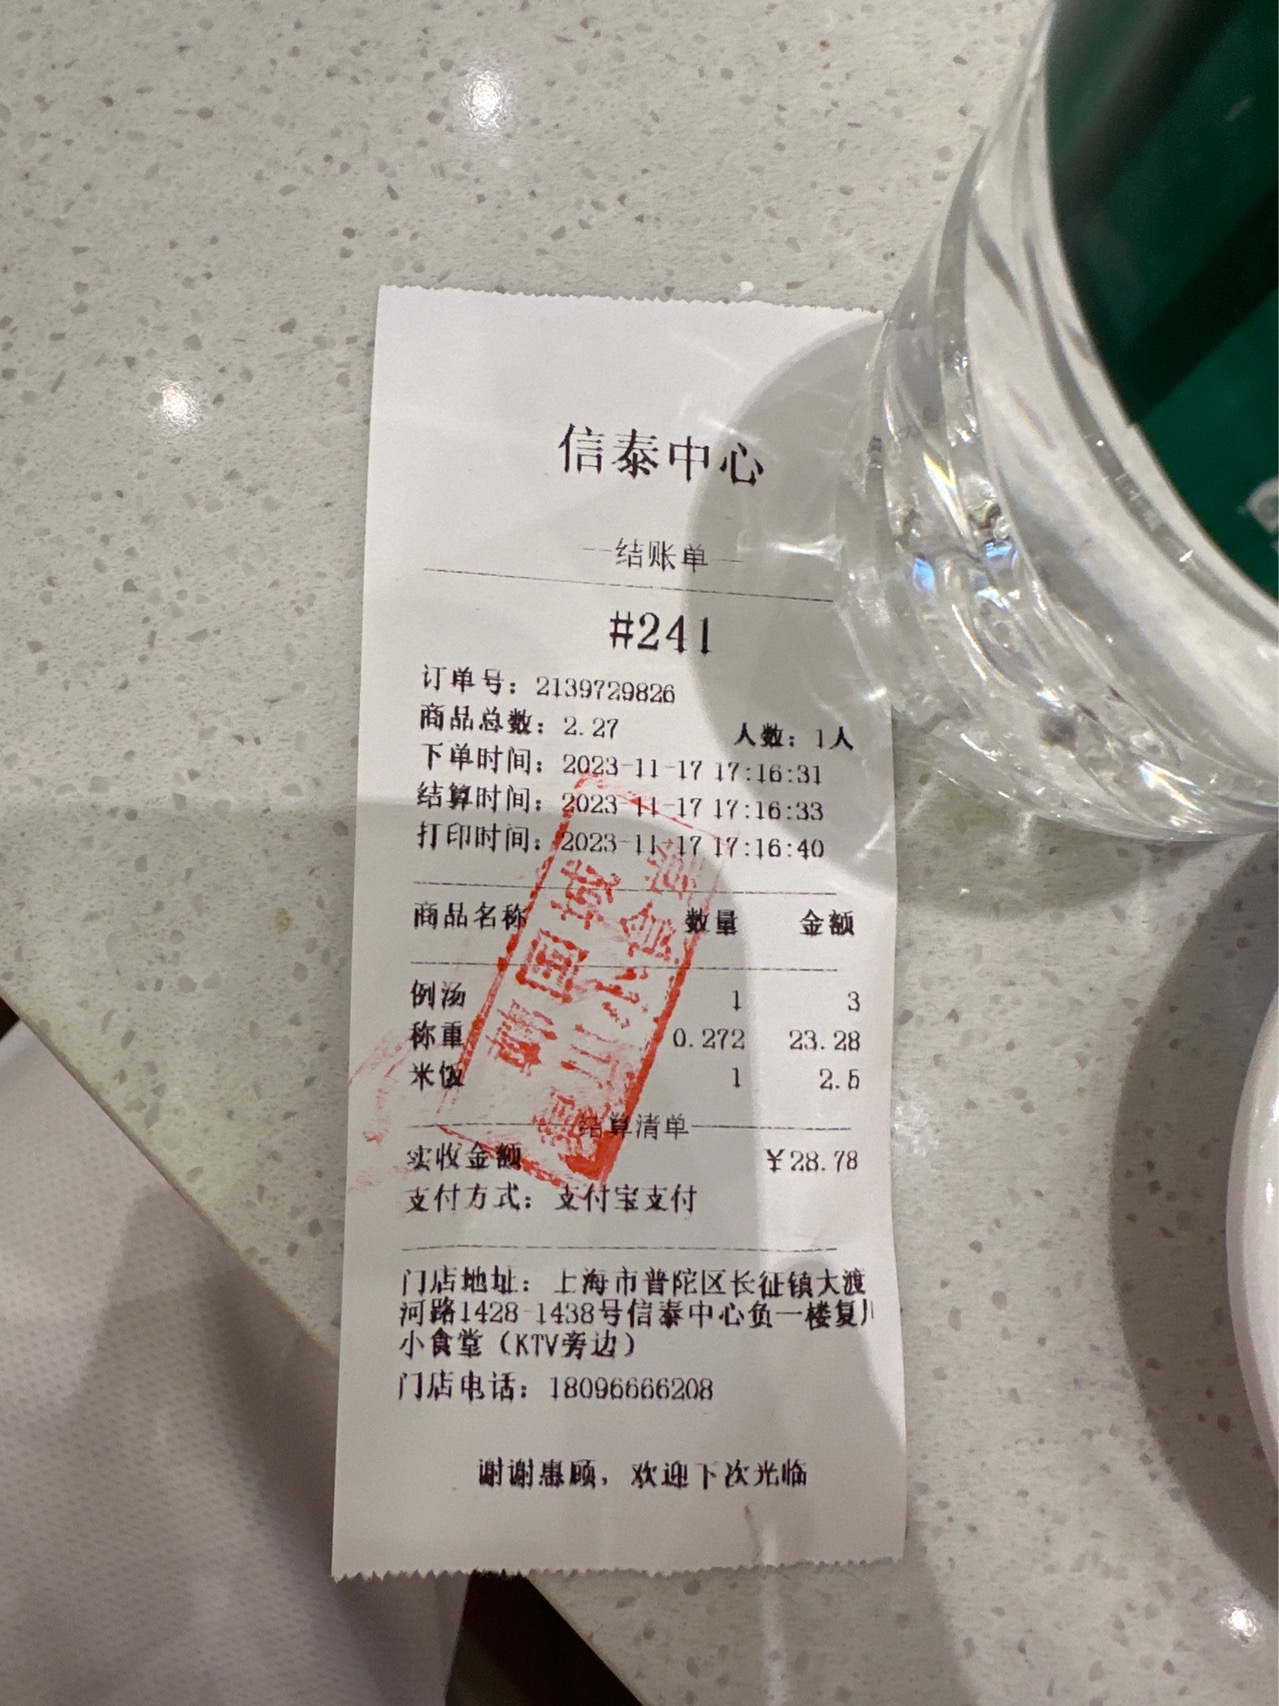 信泰中心
—结账单—
#241
订单号：2139729826
商品总数：2.27 人数：1人
下单时间：2023-11-17 17:16:31
结算时间：2023-11-17 17:16:33
打印时间：2023-11-17 17:16:40
商品名称 数量 金额
例汤 1 3
称重 0.272 23.28
米饭 1 2.5
结算清单
实收金额 ¥28.78
支付方式：支付宝支付
门店地址：上海市普陀区长征镇大渡
河路1428-1438号信泰中心负一楼复川
小食堂（KTV旁边）
门店电话：18096666208
谢谢惠顾，欢迎下次光临